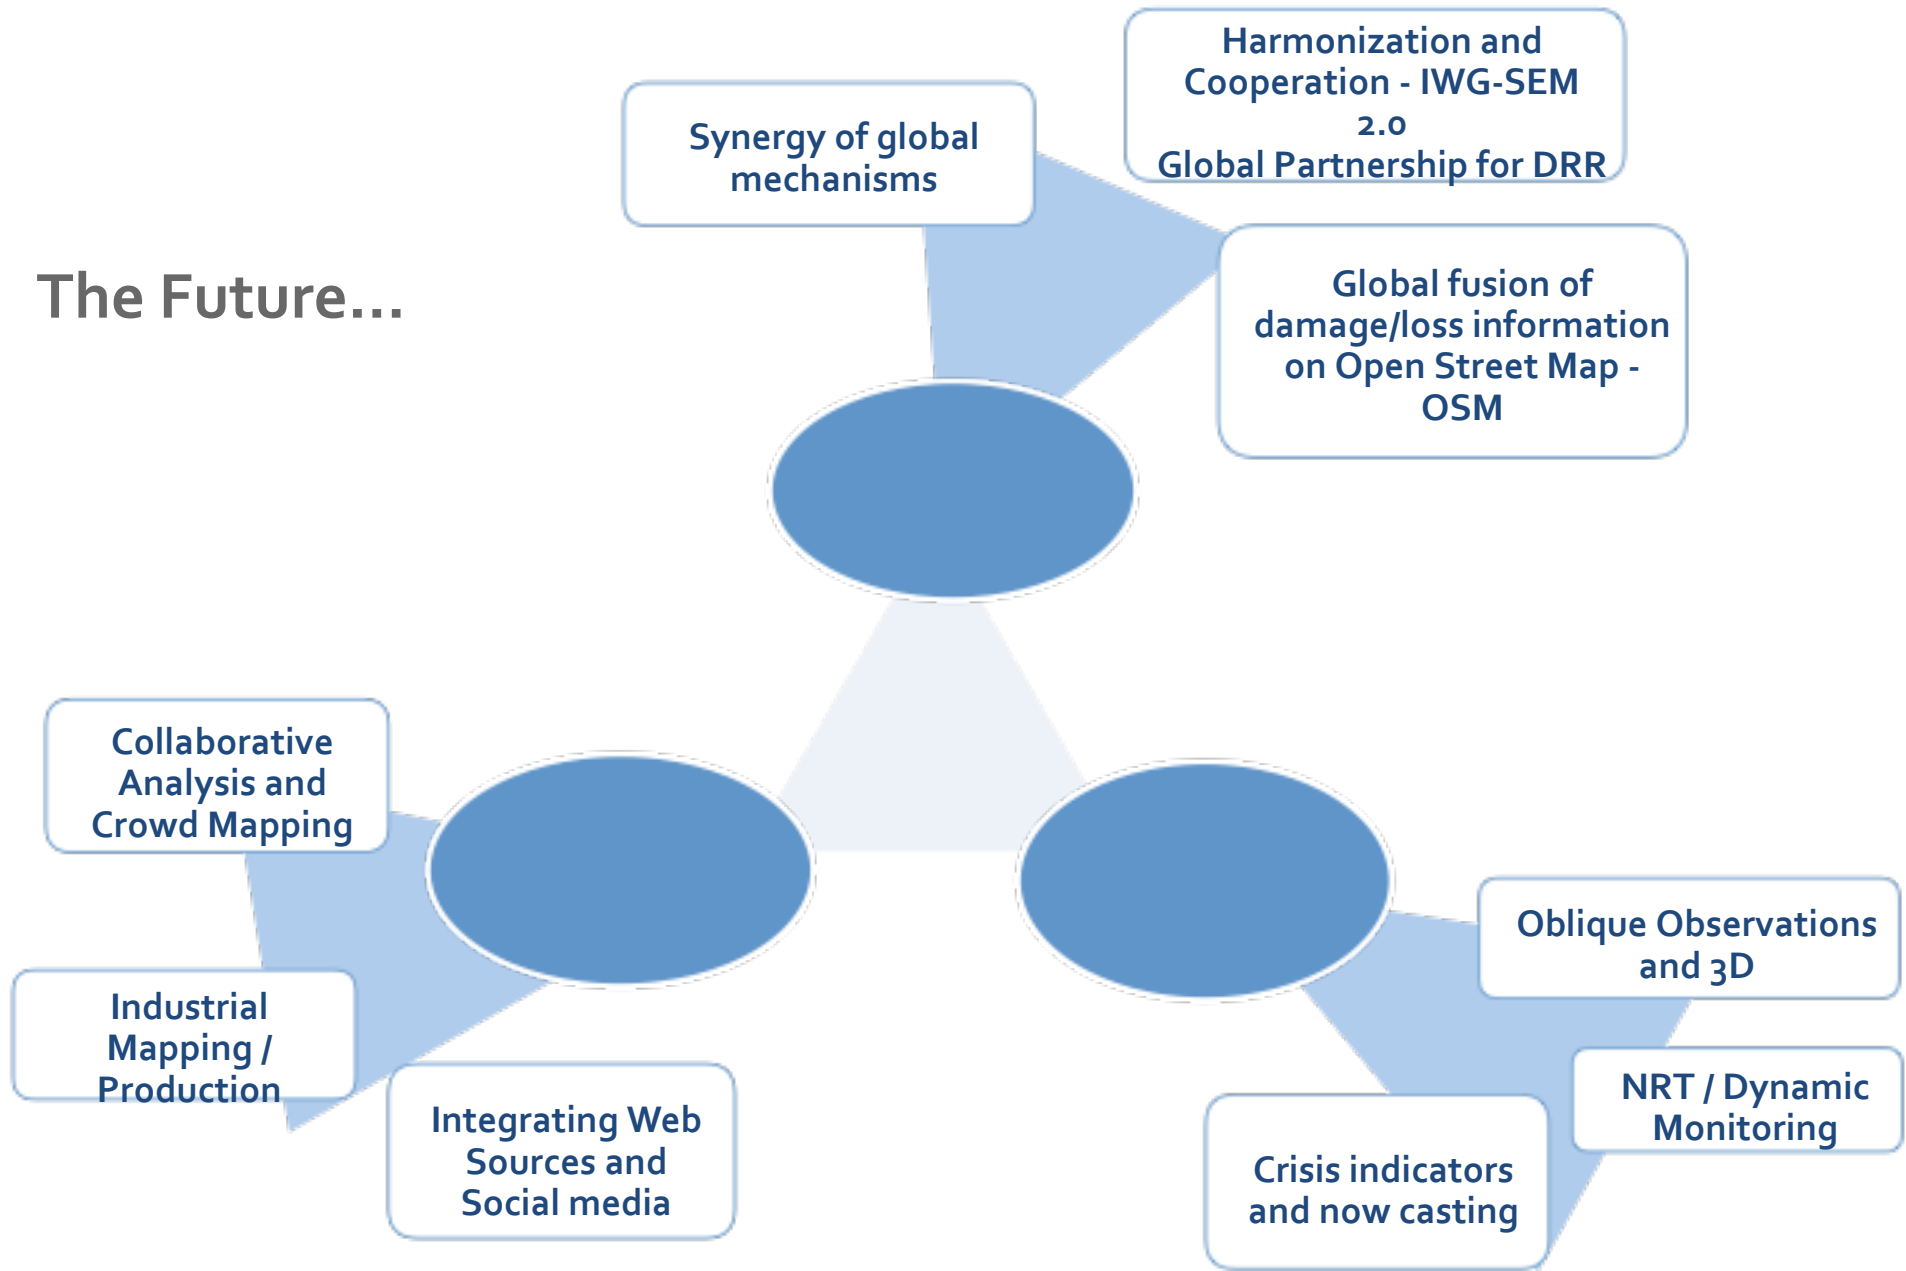 Harmonization and
Cooperation - IWG-SEM
2.0
Global Partnership for DRR
Synergy of global
mechanisms
The Future...
Global fusion of
damage/loss information
on Open Street Map -
OSM
Collaborative
Analysis and
Crowd Mapping
Industrial
Mapping /
Production
Integrating Web
Sources and
Social media
Oblique Observations
and 3D
NRT / Dynamic
Monitoring
Crisis indicators
and now casting